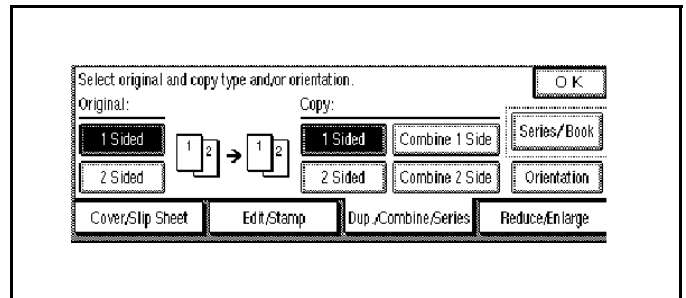 Select original and copy type and/or orientation.
OK
Original:
Copy:
1 Sided
1 2 → 1 2
1 Sided
Combine 1 Side
Series/Book
2 Sided
2 Sided
Combine 2 Side
Orientation
Cover/Slip Sheet
Edit/Stamp
Dup./Combine/Series
Reduce/Enlarge